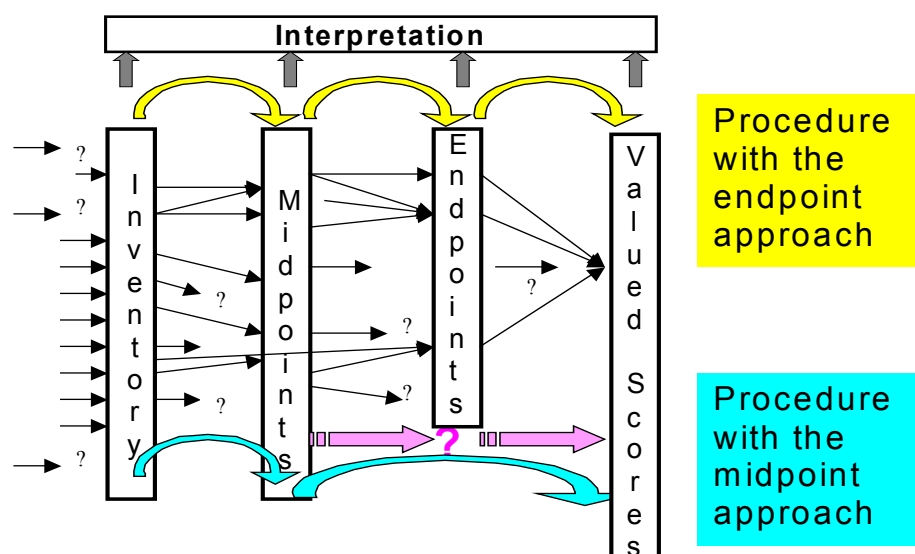 Interpretation
Inventory
Midpoints
Endpoints
Valued Scores
?
?
?
?
?
?
?
?
?
?
Procedure
with the
endpoint
approach
Procedure
with the
midpoint
approach